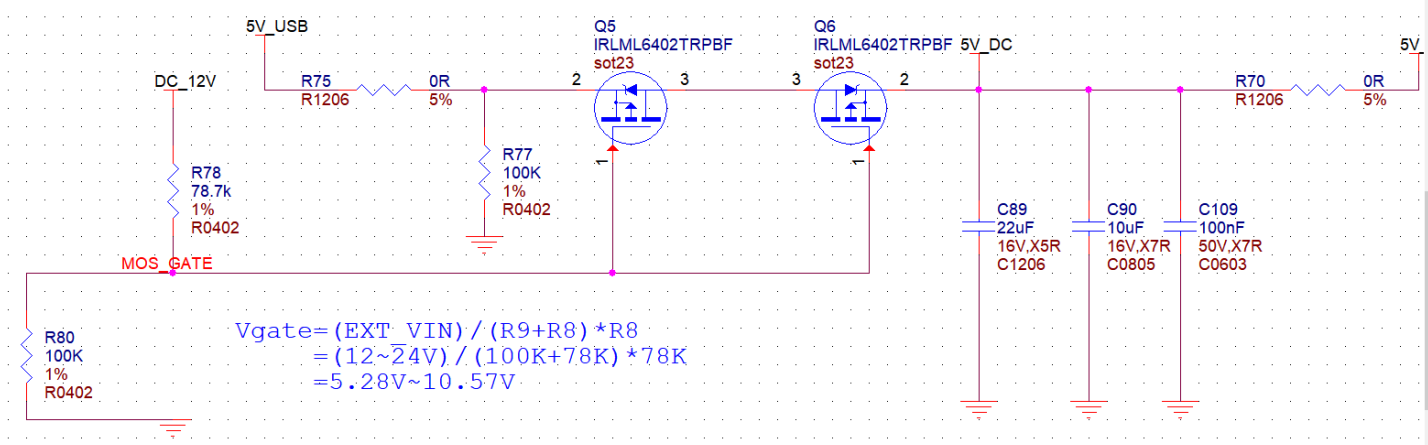 5V_USB
Q5
IRLML6402TRPBF
sot23
Q6
IRLML6402TRPBF
sot23
5V_DC
5V_
DC_12V
R75
R1206
0R
5%
2
3
3
2
R70
R1206
0R
5%
R77
100K
1%
R0402
1
1
R78
78.7k
1%
R0402
C89
22uF
16V,X5R
C1206
C90
10uF
16V,X7R
C0805
C109
100nF
50V,X7R
C0603
MOS_GATE
R80
100K
1%
R0402
Vgate=(EXT_VIN)/(R9+R8)*R8
=(12~24V)/(100K+78K)*78K
=5.28V~10.57V